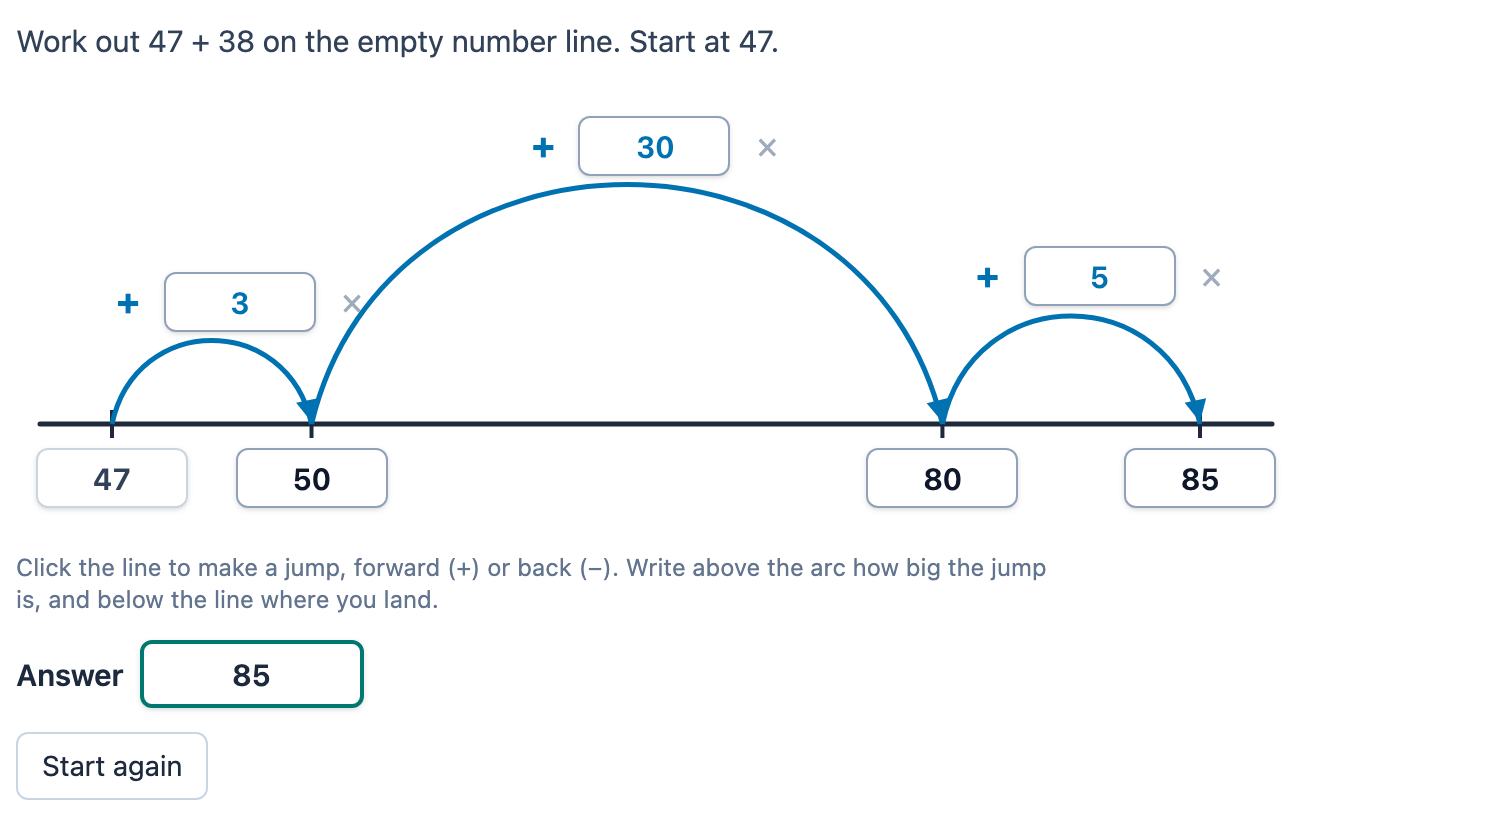 Work out 47 + 38 on the empty number line. Start at 47.
+ 30 ×
+ 5 ×
+ 3 ×
47 50 80 85
Click the line to make a jump, forward (+) or back (−). Write above the arc how big the jump
is, and below the line where you land.
Answer 85
Start again